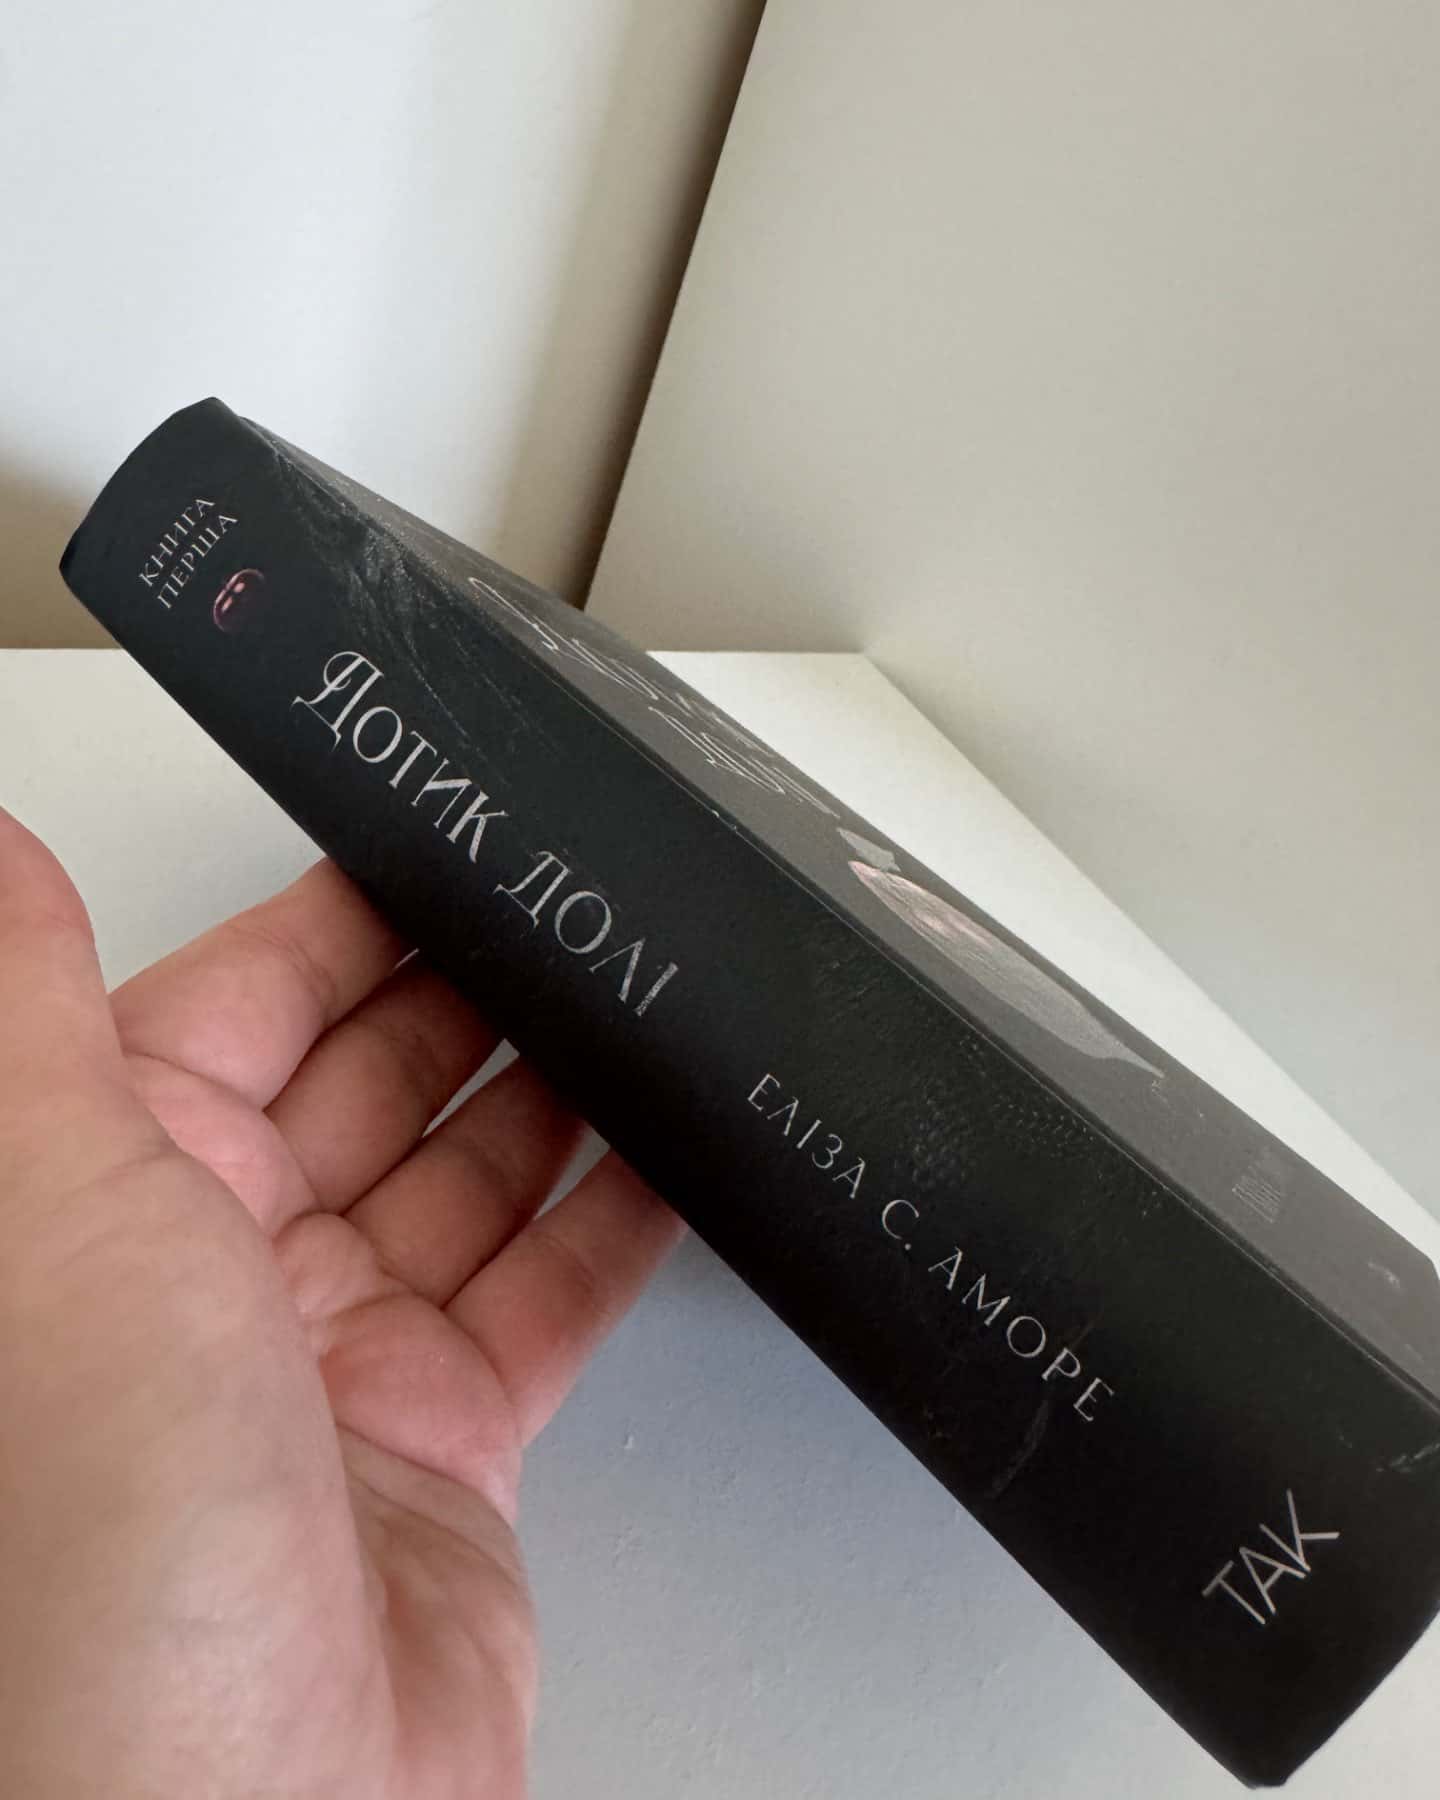 КНИГА
ПЕРША
Дотик долі
ЕЛІЗА С. АМОРЕ
ТАК